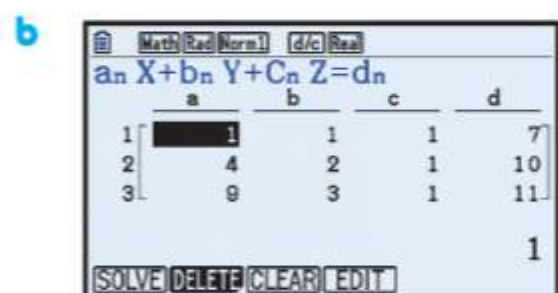 b
Math Rad Norm1 d/c Real
an X+bn Y+Cn Z=dn
a b c d
1 1 1 1 7
2 4 2 1 10
3 9 3 1 11
1
SOLVE DELETE CLEAR EDIT